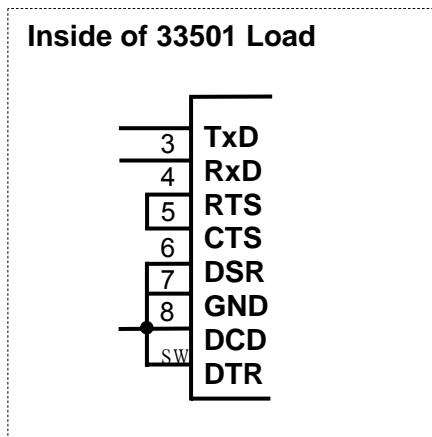 Inside of 33501 Load
TxD
3
RxD
4
RTS
5
CTS
6
DSR
7
GND
8
DCD
SW
DTR